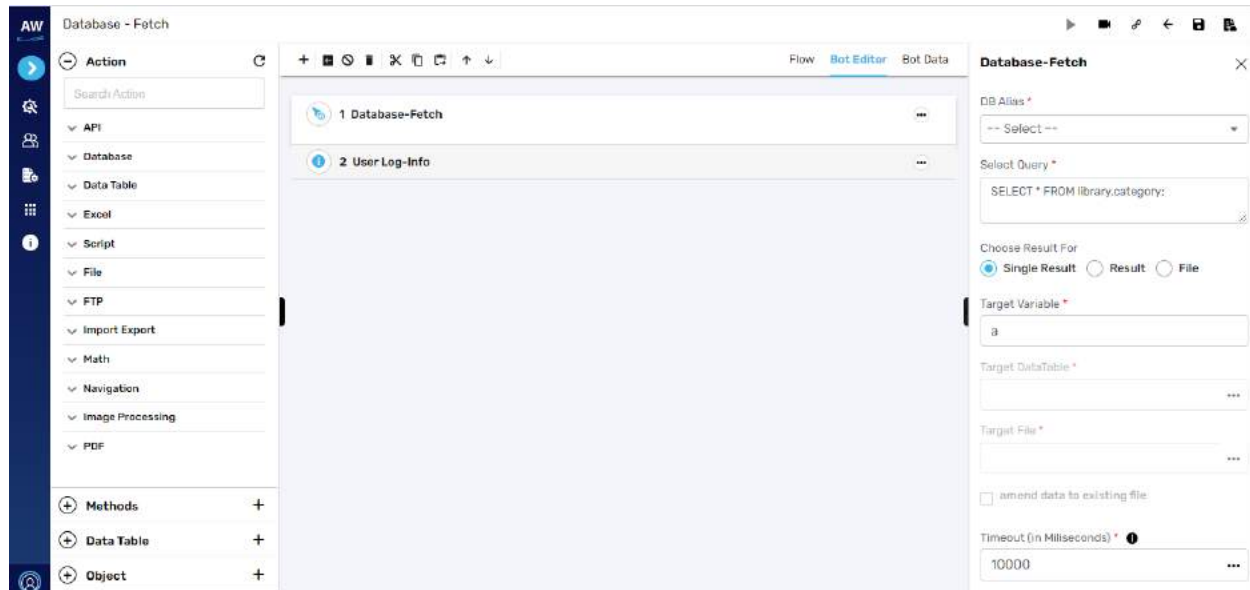 AW
Database - Fetch
Action
Search Action
API
Database
Data Table
Excel
Script
File
FTP
Import Export
Math
Navigation
Image Processing
PDF
Methods
Data Table
Object
Flow
Bot Editor
Bot Data
1 Database-Fetch
2 User Log-Info
Database-Fetch
DB Alias *
-- Select --
Select Query *
SELECT * FROM library.category;
Choose Result For
Single Result
Result
File
Target Variable *
a
Target DataTable *
Target File *
amend data to existing file
Timeout (in Miliseconds) *
10000